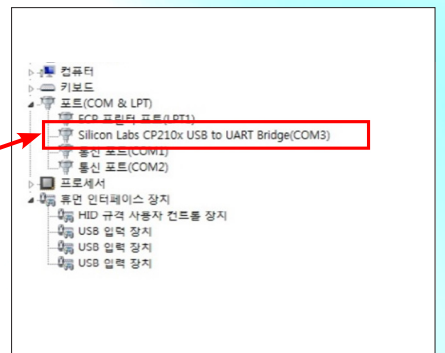 컴퓨터
키보드
포트(COM & LPT)
ECP 프린터 포트(LPT1)
Silicon Labs CP210x USB to UART Bridge(COM3)
통신 포트(COM1)
통신 포트(COM2)
프로세서
휴먼 인터페이스 장치
HID 규격 사용자 컨트롤 장치
USB 입력 장치
USB 입력 장치
USB 입력 장치